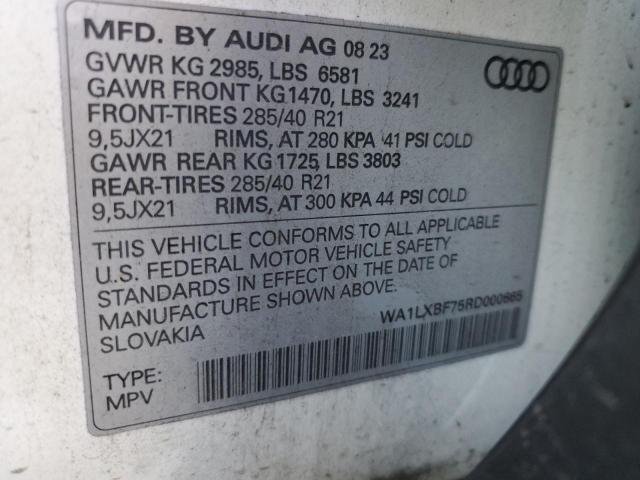 MFD. BY AUDI AG 08 23
GVWR KG 2985, LBS 6581
GAWR FRONT KG1470, LBS 3241
FRONT-TIRES 285/40 R21
9,5JX21 RIMS, AT 280 KPA 41 PSI COLD
GAWR REAR KG 1725, LBS 3803
REAR-TIRES 285/40 R21
9,5JX21 RIMS, AT 300 KPA 44 PSI COLD
THIS VEHICLE CONFORMS TO ALL APPLICABLE
U.S. FEDERAL MOTOR VEHICLE SAFETY
STANDARDS IN EFFECT ON THE DATE OF
MANUFACTURE SHOWN ABOVE.
SLOVAKIA
WA1LXBF75RD000665
TYPE:
MPV